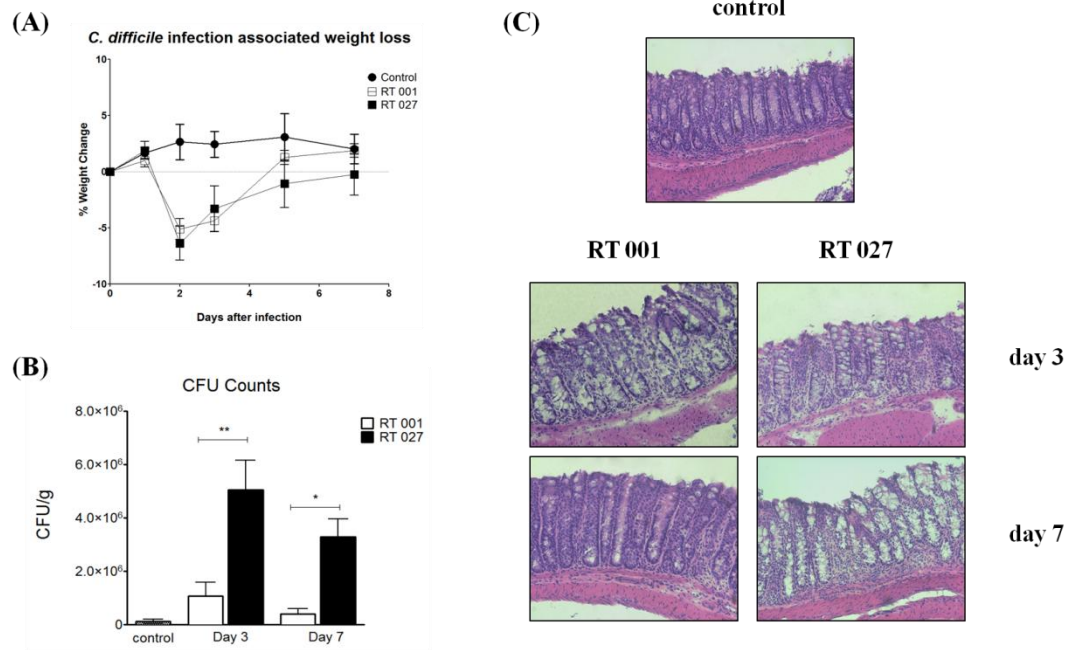 (A)
C. difficile infection associated weight loss
10
5
0
-5
-10
% Weight Change
Control
RT 001
RT 027
0 2 4 6 8
Days after infection
(B)
CFU Counts
8.0×10⁶
6.0×10⁶
4.0×10⁶
2.0×10⁶
0
CFU/g
RT 001
RT 027
**
*
control Day 3 Day 7
(C)
control
RT 001 RT 027
day 3
day 7